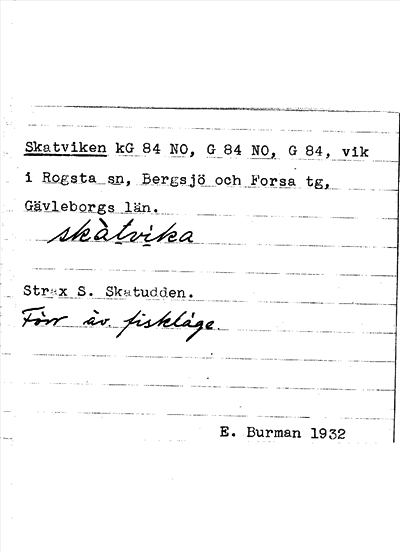 Skatviken kG 84 NO, G 84 NO, G 84, vik
i Rogsta sn, Bergsjö och Forsa tg,
Gävleborgs län.
skàtvika
Strax S. Skatudden.
Förr äv. fiskläge.
E. Burman 1932